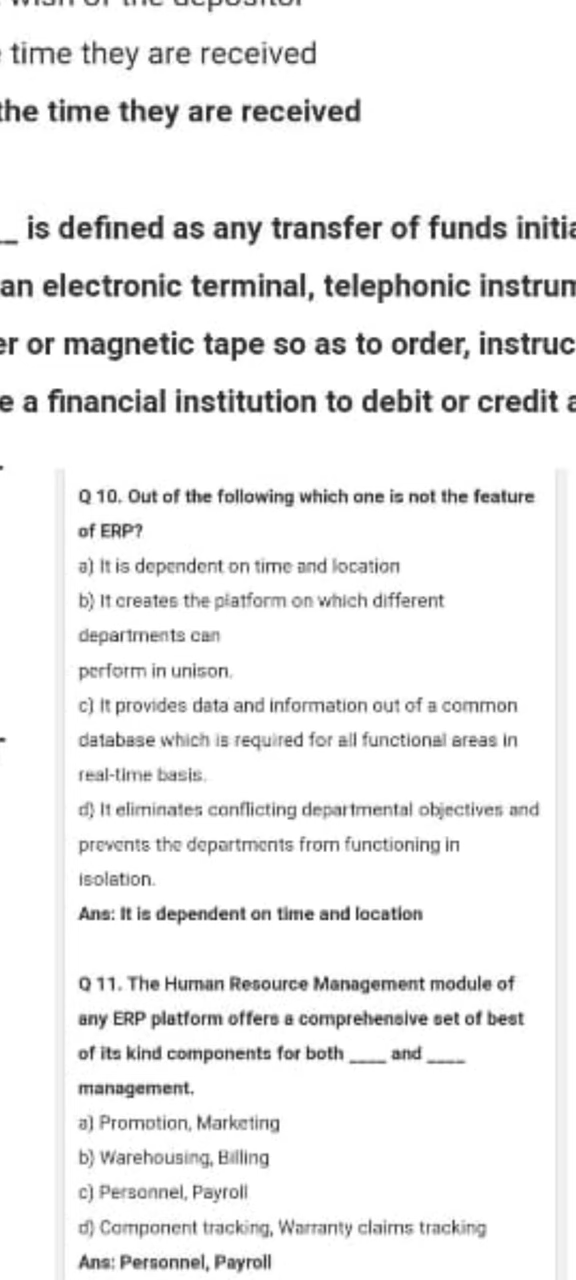 wish of the depositor
time they are received
the time they are received
__ is defined as any transfer of funds
an electronic terminal, telephonic
or magnetic tape so as to order,
a financial institution to debit or credit
Q 10. Out of the following which one is not the feature
of ERP?
a) It is dependent on time and location
b) It creates the platform on which different
departments can
perform in unison.
c) It provides data and information out of a common
database which is required for all functional areas in
real-time basis.
d) It eliminates conflicting departmental objectives and
prevents the departments from functioning in
isolation.
Ans: It is dependent on time and location
Q 11. The Human Resource Management module of
any ERP platform offers a comprehensive set of best
of its kind components for both ____ and ____
management.
a) Promotion, Marketing
b) Warehousing, Billing
c) Personnel, Payroll
d) Component tracking, Warranty claims tracking
Ans: Personnel, Payroll